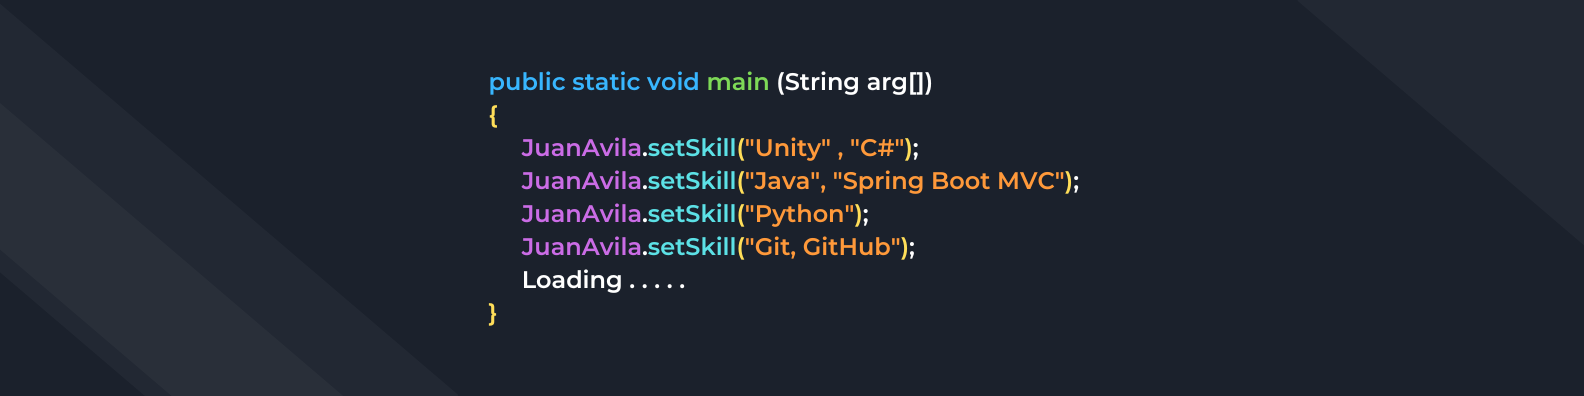 public static void main (String arg[])
{
JuanAvila.setSkill("Unity" , "C#");
JuanAvila.setSkill("Java", "Spring Boot MVC");
JuanAvila.setSkill("Python");
JuanAvila.setSkill("Git, GitHub");
Loading . . . . .
}